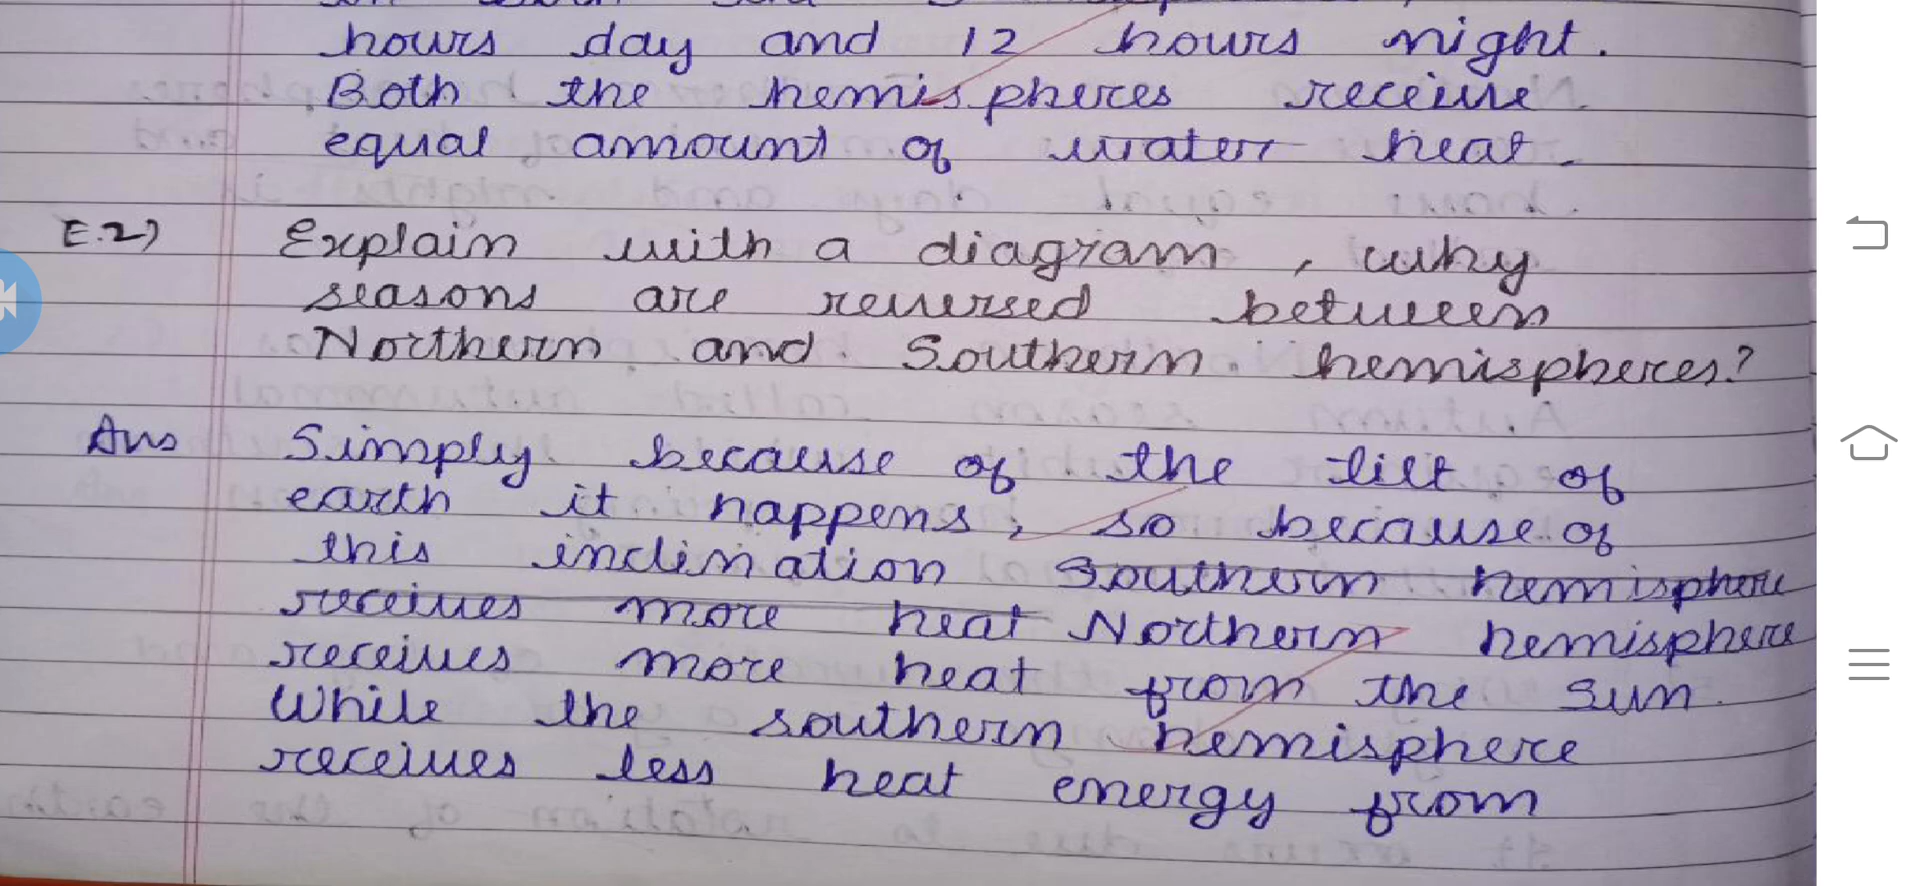 hours day and 12 hours night.
Both the hemispheres receive
equal amount of water heat.
E.2) Explain with a diagram, why
seasons are reversed between
Northern and Southern hemispheres?
Ans Simply because of the tilt of
earth it happens, so because of
this inclination Southern hemisphere
receives more heat Northern hemisphere
receives more heat from the sun.
While the southern hemisphere
receives less heat energy from